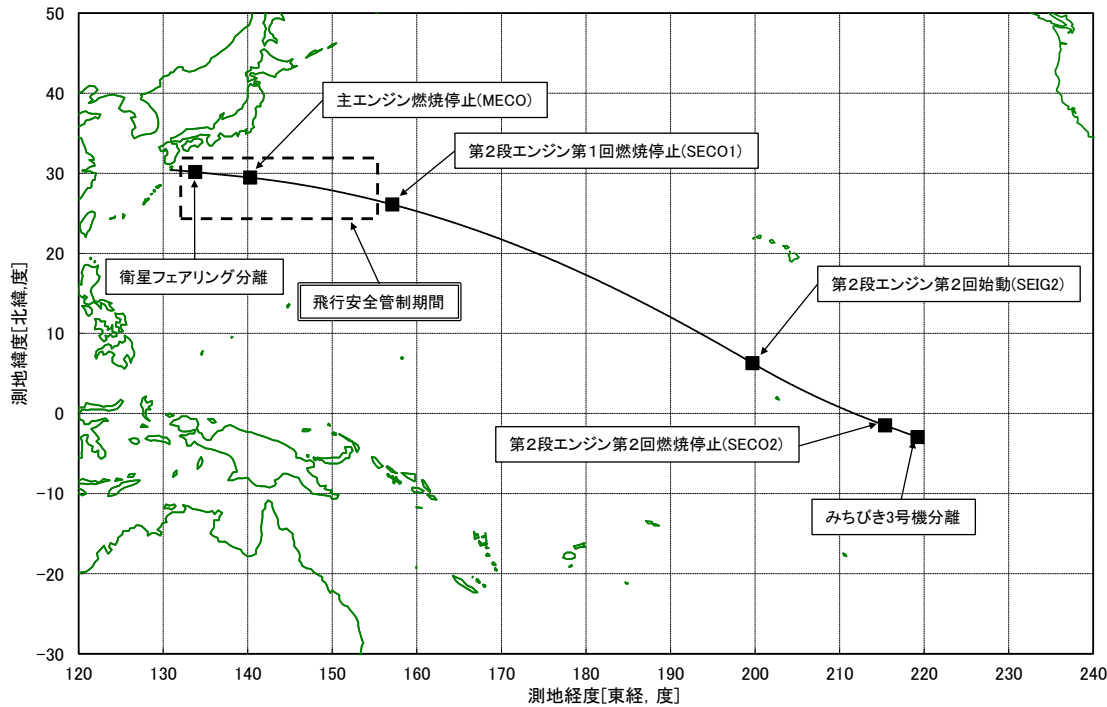 50
40
30
20
10
0
-10
-20
-30
測地緯度[北緯,度]
主エンジン燃焼停止(MECO)
第2段エンジン第1回燃焼停止(SECO1)
衛星フェアリング分離
飛行安全管制期間
第2段エンジン第2回始動(SEIG2)
第2段エンジン第2回燃焼停止(SECO2)
みちびき3号機分離
120 130 140 150 160 170 180 190 200 210 220 230 240
測地経度[東経, 度]